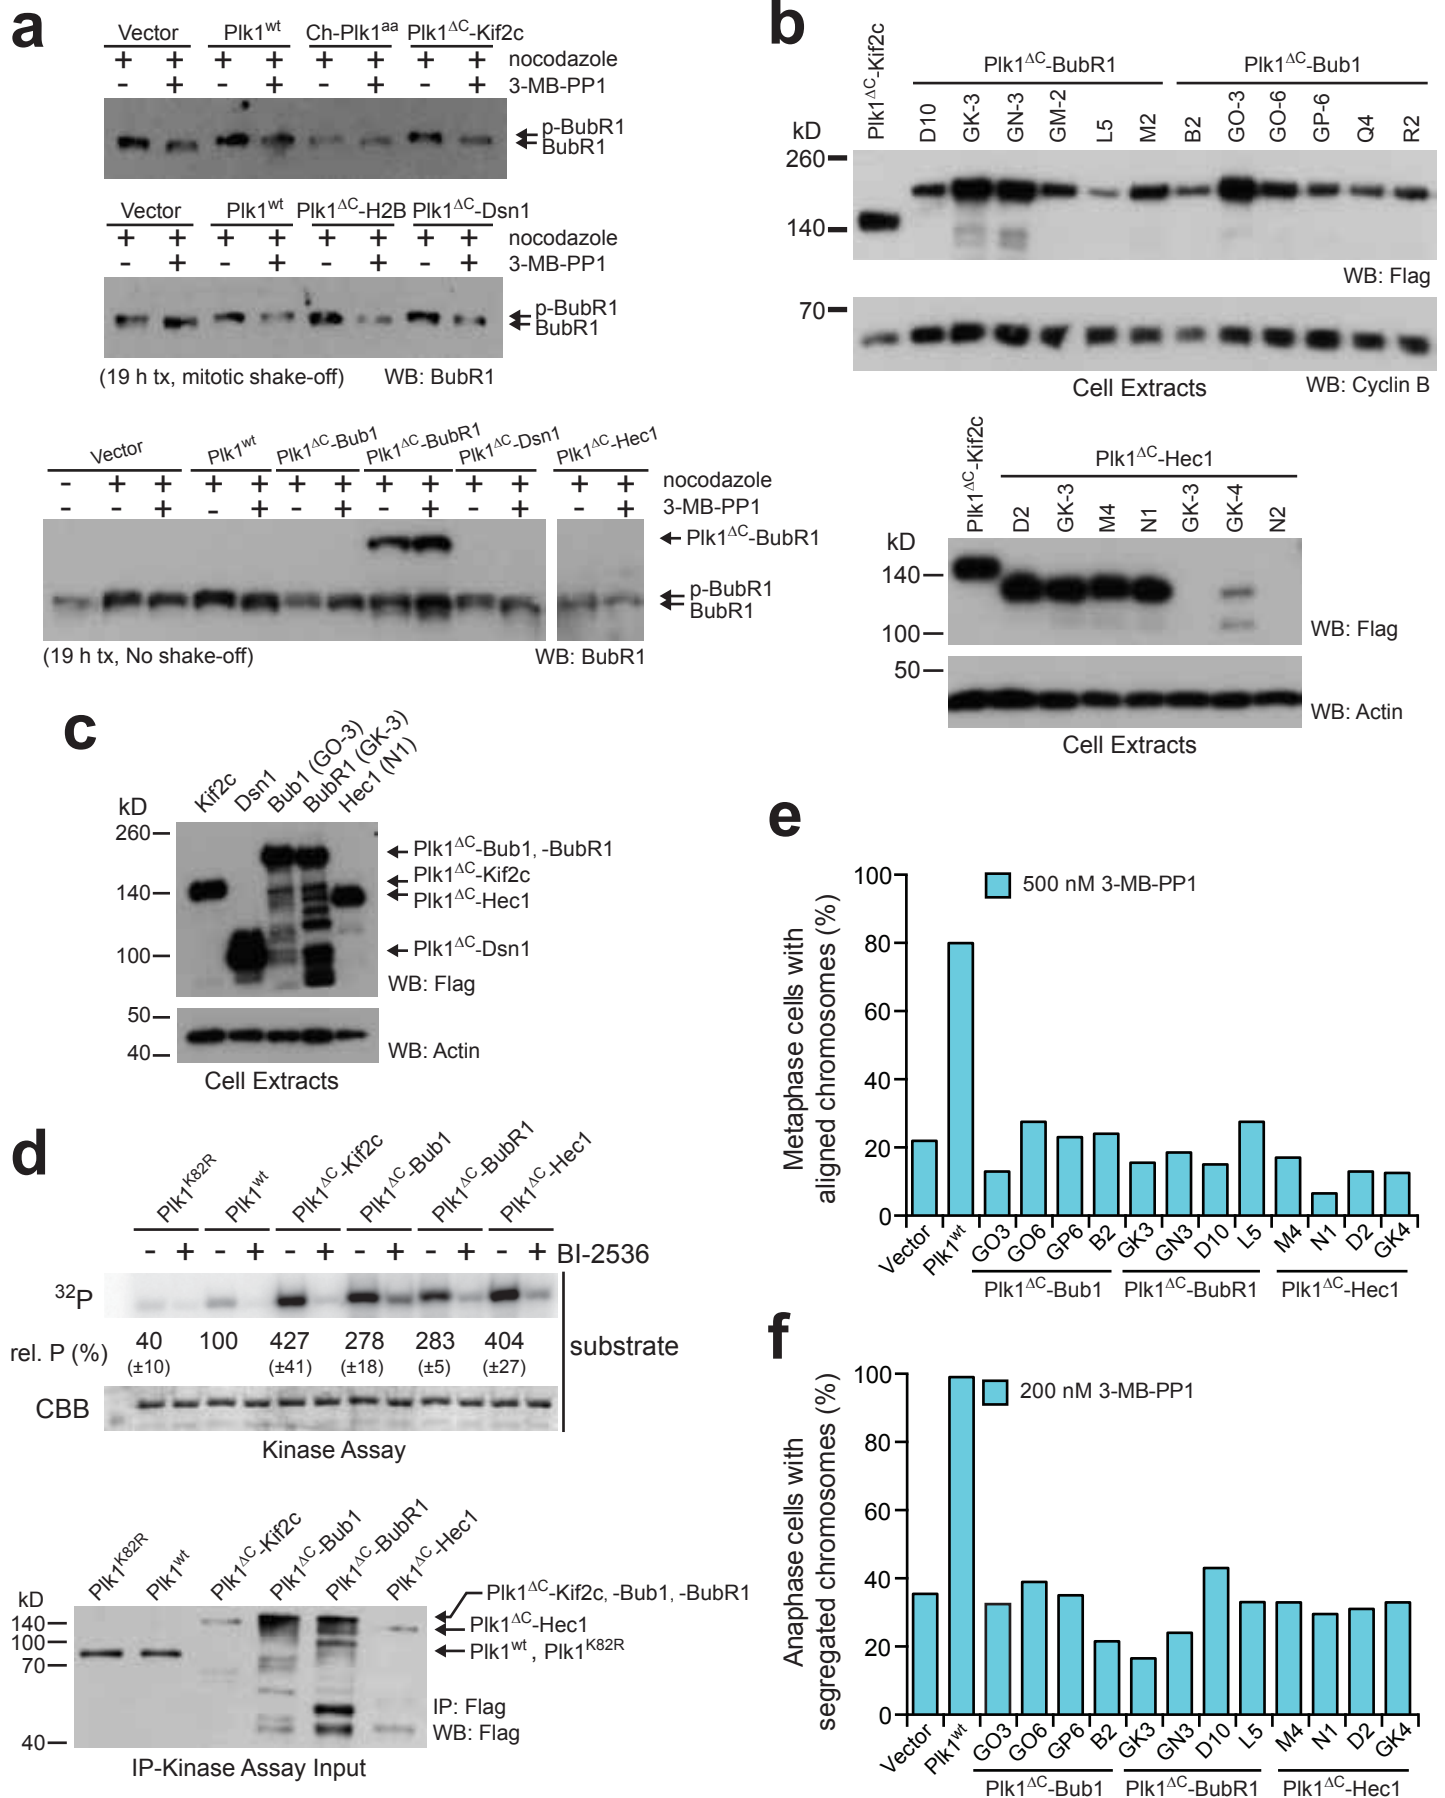 a
Vector Plk1wt Ch-Plk1aa Plk1ΔC-Kif2c
+ + + + + + + + nocodazole
- + - + - + - + 3-MB-PP1
p-BubR1
BubR1
Vector Plk1wt Plk1ΔC-H2B Plk1ΔC-Dsn1
+ + + + + + + + nocodazole
- + - + - + - + 3-MB-PP1
p-BubR1
BubR1
(19 h tx, mitotic shake-off) WB: BubR1
Vector Plk1wt Plk1ΔC-Bub1 Plk1ΔC-BubR1 Plk1ΔC-Dsn1 Plk1ΔC-Hec1
- + + + + + + + + + + + + nocodazole
- - + - + - + - + - + - + 3-MB-PP1
Plk1ΔC-BubR1
p-BubR1
BubR1
(19 h tx, No shake-off) WB: BubR1
b
Plk1ΔC-Kif2c
Plk1ΔC-BubR1 Plk1ΔC-Bub1
D10 GK-3 GN-3 GM-2 L5 M2 B2 GO-3 GO-6 GP-6 Q4 R2
kD
260
140
WB: Flag
70
Cell Extracts WB: Cyclin B
Plk1ΔC-Kif2c
Plk1ΔC-Hec1
D2 GK-3 M4 N1 GK-3 GK-4 N2
kD
140
100
WB: Flag
50
WB: Actin
Cell Extracts
c
Kif2c Dsn1 Bub1 (GO-3) BubR1 (GK-3) Hec1 (N1)
kD
260
Plk1ΔC-Bub1, -BubR1
Plk1ΔC-Kif2c
140
Plk1ΔC-Hec1
100
Plk1ΔC-Dsn1
WB: Flag
50
40
WB: Actin
Cell Extracts
d
Plk1K82R Plk1wt Plk1ΔC-Kif2c Plk1ΔC-Bub1 Plk1ΔC-BubR1 Plk1ΔC-Hec1
- + - + - + - + - + - + BI-2536
32P
rel. P (%) 40 100 427 278 283 404
(±10) (±41) (±18) (±5) (±27)
substrate
CBB
Kinase Assay
Plk1K82R Plk1wt Plk1ΔC-Kif2c Plk1ΔC-Bub1 Plk1ΔC-BubR1 Plk1ΔC-Hec1
kD
140
100
70
40
Plk1ΔC-Kif2c, -Bub1, -BubR1
Plk1ΔC-Hec1
Plk1wt , Plk1K82R
IP: Flag
WB: Flag
IP-Kinase Assay Input
e
Metaphase cells with
aligned chromosomes (%)
100
80
60
40
20
0
500 nM 3-MB-PP1
Vector Plk1wt GO3 GO6 GP6 B2 GK3 GN3 D10 L5 M4 N1 D2 GK4
Plk1ΔC-Bub1 Plk1ΔC-BubR1 Plk1ΔC-Hec1
f
Anaphase cells with
segregated chromosomes (%)
100
80
60
40
20
0
200 nM 3-MB-PP1
Vector Plk1wt GO3 GO6 GP6 B2 GK3 GN3 D10 L5 M4 N1 D2 GK4
Plk1ΔC-Bub1 Plk1ΔC-BubR1 Plk1ΔC-Hec1